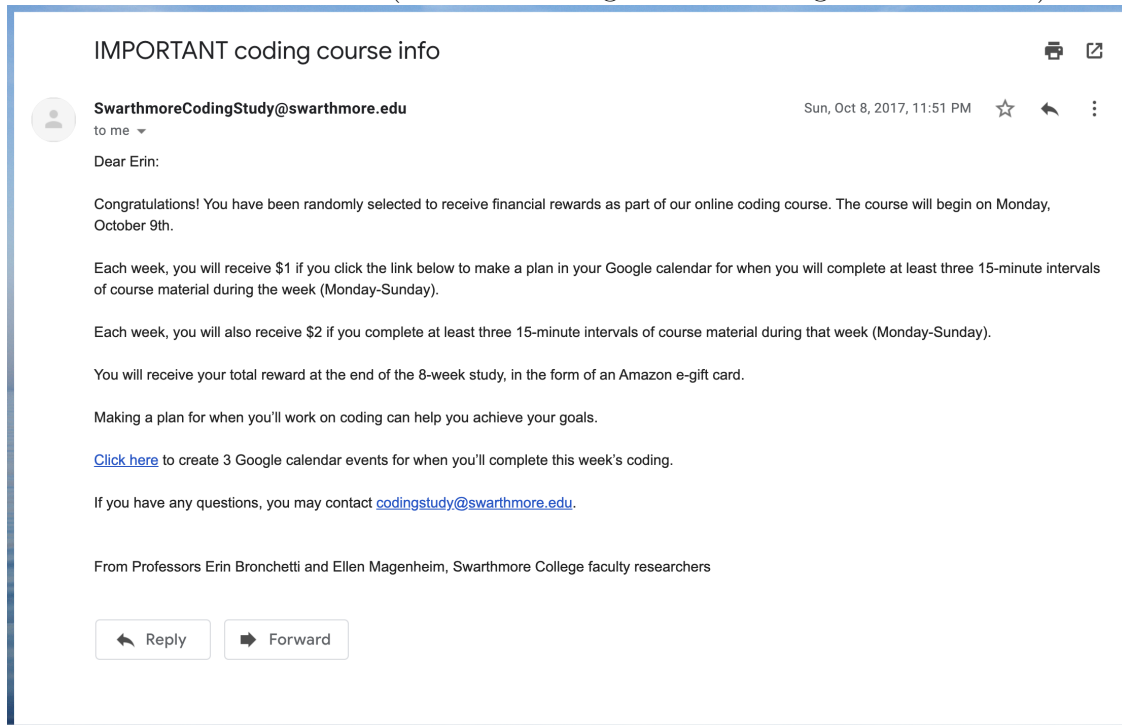 IMPORTANT coding course info
SwarthmoreCodingStudy@swarthmore.edu
Sun, Oct 8, 2017, 11:51 PM
to me
Dear Erin:
Congratulations! You have been randomly selected to receive financial rewards as part of our online coding course. The course will begin on Monday,
October 9th.
Each week, you will receive $1 if you click the link below to make a plan in your Google calendar for when you will complete at least three 15-minute intervals
of course material during the week (Monday-Sunday).
Each week, you will also receive $2 if you complete at least three 15-minute intervals of course material during that week (Monday-Sunday).
You will receive your total reward at the end of the 8-week study, in the form of an Amazon e-gift card.
Making a plan for when you’ll work on coding can help you achieve your goals.
Click here to create 3 Google calendar events for when you’ll complete this week’s coding.
If you have any questions, you may contact codingstudy@swarthmore.edu.
From Professors Erin Bronchetti and Ellen Magenheim, Swarthmore College faculty researchers
Reply
Forward